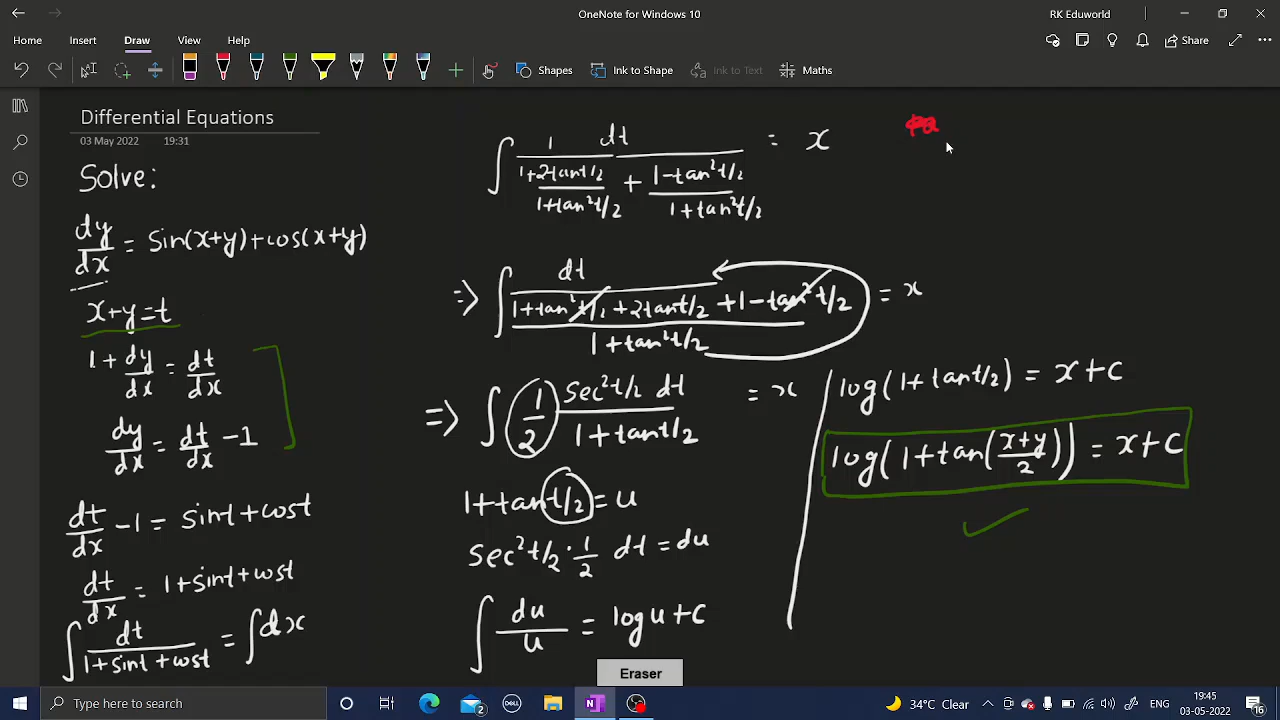 OneNote for Windows 10
RK Eduworld
Home Insert Draw View Help
Share
Shapes Ink to Shape Ink to Text Maths
Differential Equations
03 May 2022 19:31
Solve:
dy/dx = Sin(x+y)+cos(x+y)
x+y=t
1 + dy/dx = dt/dx
dy/dx = dt/dx -1
dt/dx -1 = sint+cost
dt/dx = 1+sint+cost
∫ dt/(1+sint+cost) = ∫dx
∫ 1 dt/((1+2tant/2)/(1+tan²t/2) + (1-tan²t/2)/(1+tan²t/2)) = x
=> ∫ dt/((1+tan²t/2+2tant/2+1-tan²t/2)/(1+tan²t/2)) = x
=> ∫ 1/2 sec²t/2 dt/(1+tant/2) = x
1+tant/2 = u
sec²t/2 · 1/2 dt = du
∫ du/u = logu+c
log(1+tant/2) = x+c
log(1+tan((x+y)/2)) = x+c
Eraser
Type here to search
34°C Clear
ENG
19:45
03-05-2022